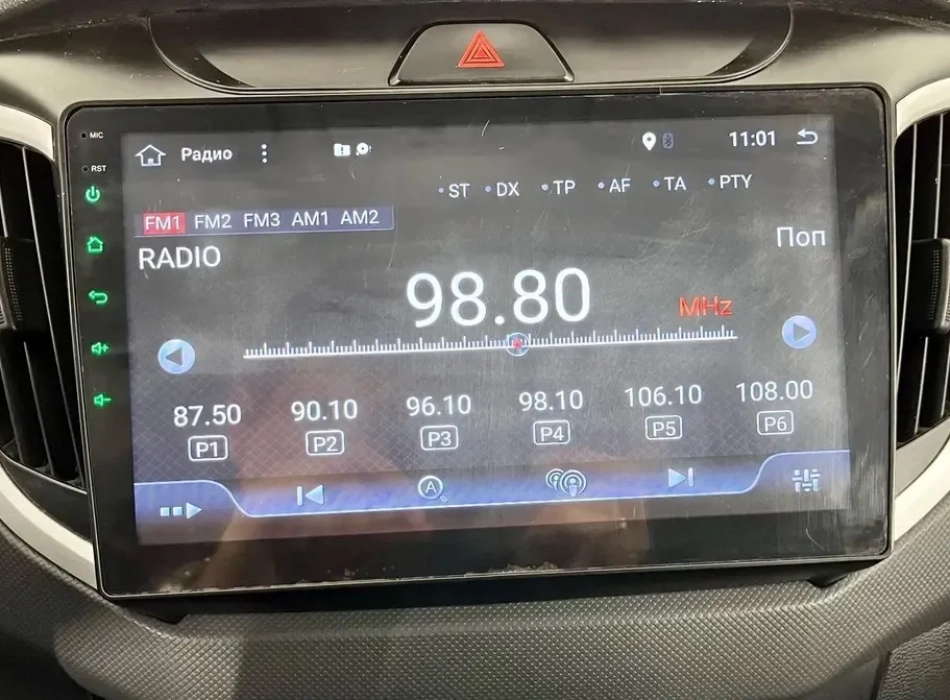 MIC
Радио
11:01
RST
• ST • DX • TP • AF • TA • PTY
FM1 FM2 FM3 AM1 AM2
RADIO
Поп
98.80
MHz
87.50 90.10 96.10 98.10 106.10 108.00
P1 P2 P3 P4 P5 P6
A